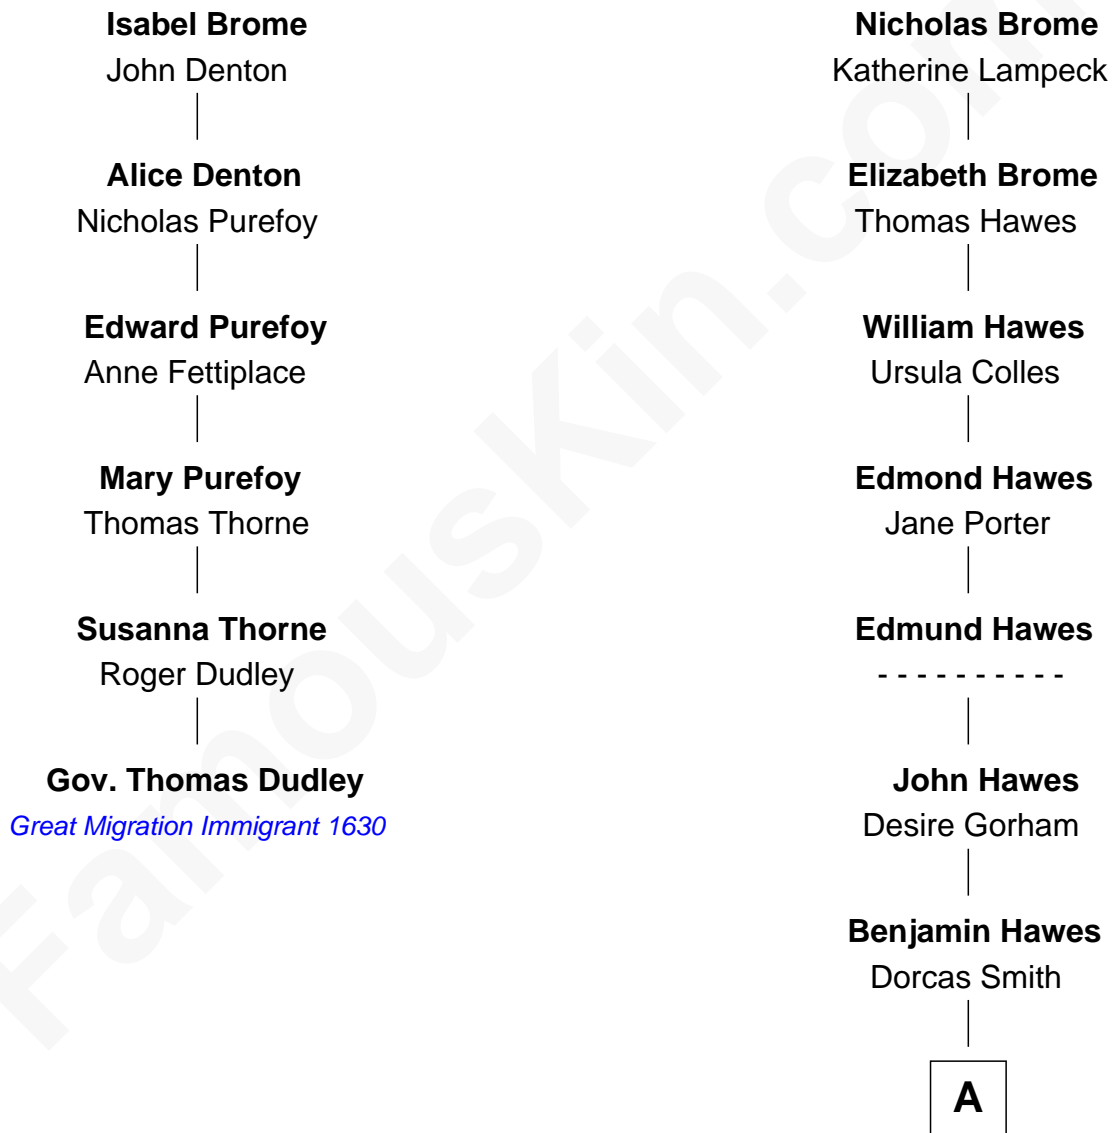 Isabel Brome
John Denton
Alice Denton
Nicholas Purefoy
Edward Purefoy
Anne Fettiplace
Mary Purefoy
Thomas Thorne
Susanna Thorne
Roger Dudley
Gov. Thomas Dudley
Great Migration Immigrant 1630
Nicholas Brome
Katherine Lampeck
Elizabeth Brome
Thomas Hawes
William Hawes
Ursula Colles
Edmond Hawes
Jane Porter
Edmund Hawes
- - - - - - - - - -
John Hawes
Desire Gorham
Benjamin Hawes
Dorcas Smith
A
FamousKin.com